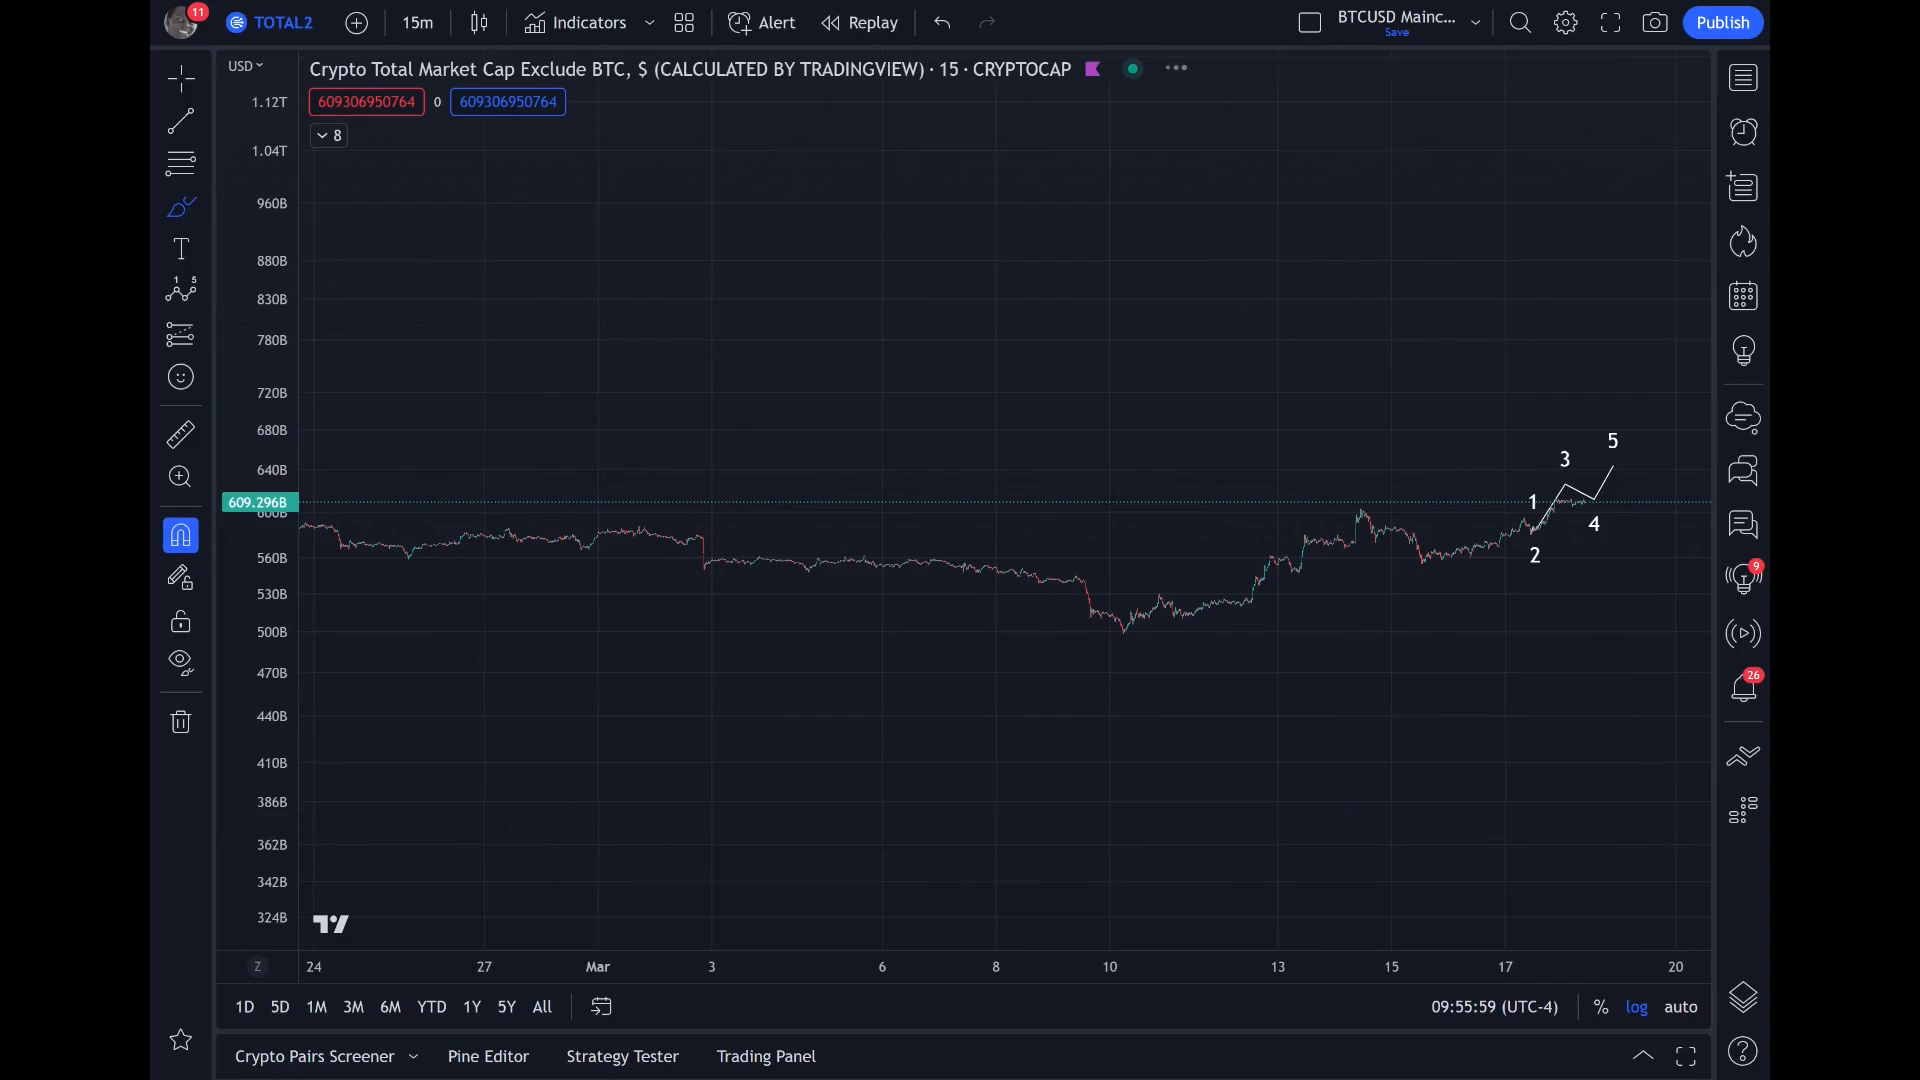 11
TOTAL2
15m
Indicators
Alert
Replay
BTCUSD Mainc...
Save
Publish
USD
Crypto Total Market Cap Exclude BTC, $ (CALCULATED BY TRADINGVIEW) · 15 · CRYPTOCAP
609306950764 0 609306950764
8
1.12T
1.04T
960B
880B
830B
780B
720B
680B
640B
609.296B
600B
560B
530B
500B
470B
440B
410B
386B
362B
342B
324B
1
2
3
4
5
1 5
9
26
Z
24 27 Mar 3 6 8 10 13 15 17 20
1D 5D 1M 3M 6M YTD 1Y 5Y All
09:55:59 (UTC-4) % log auto
Crypto Pairs Screener Pine Editor Strategy Tester Trading Panel